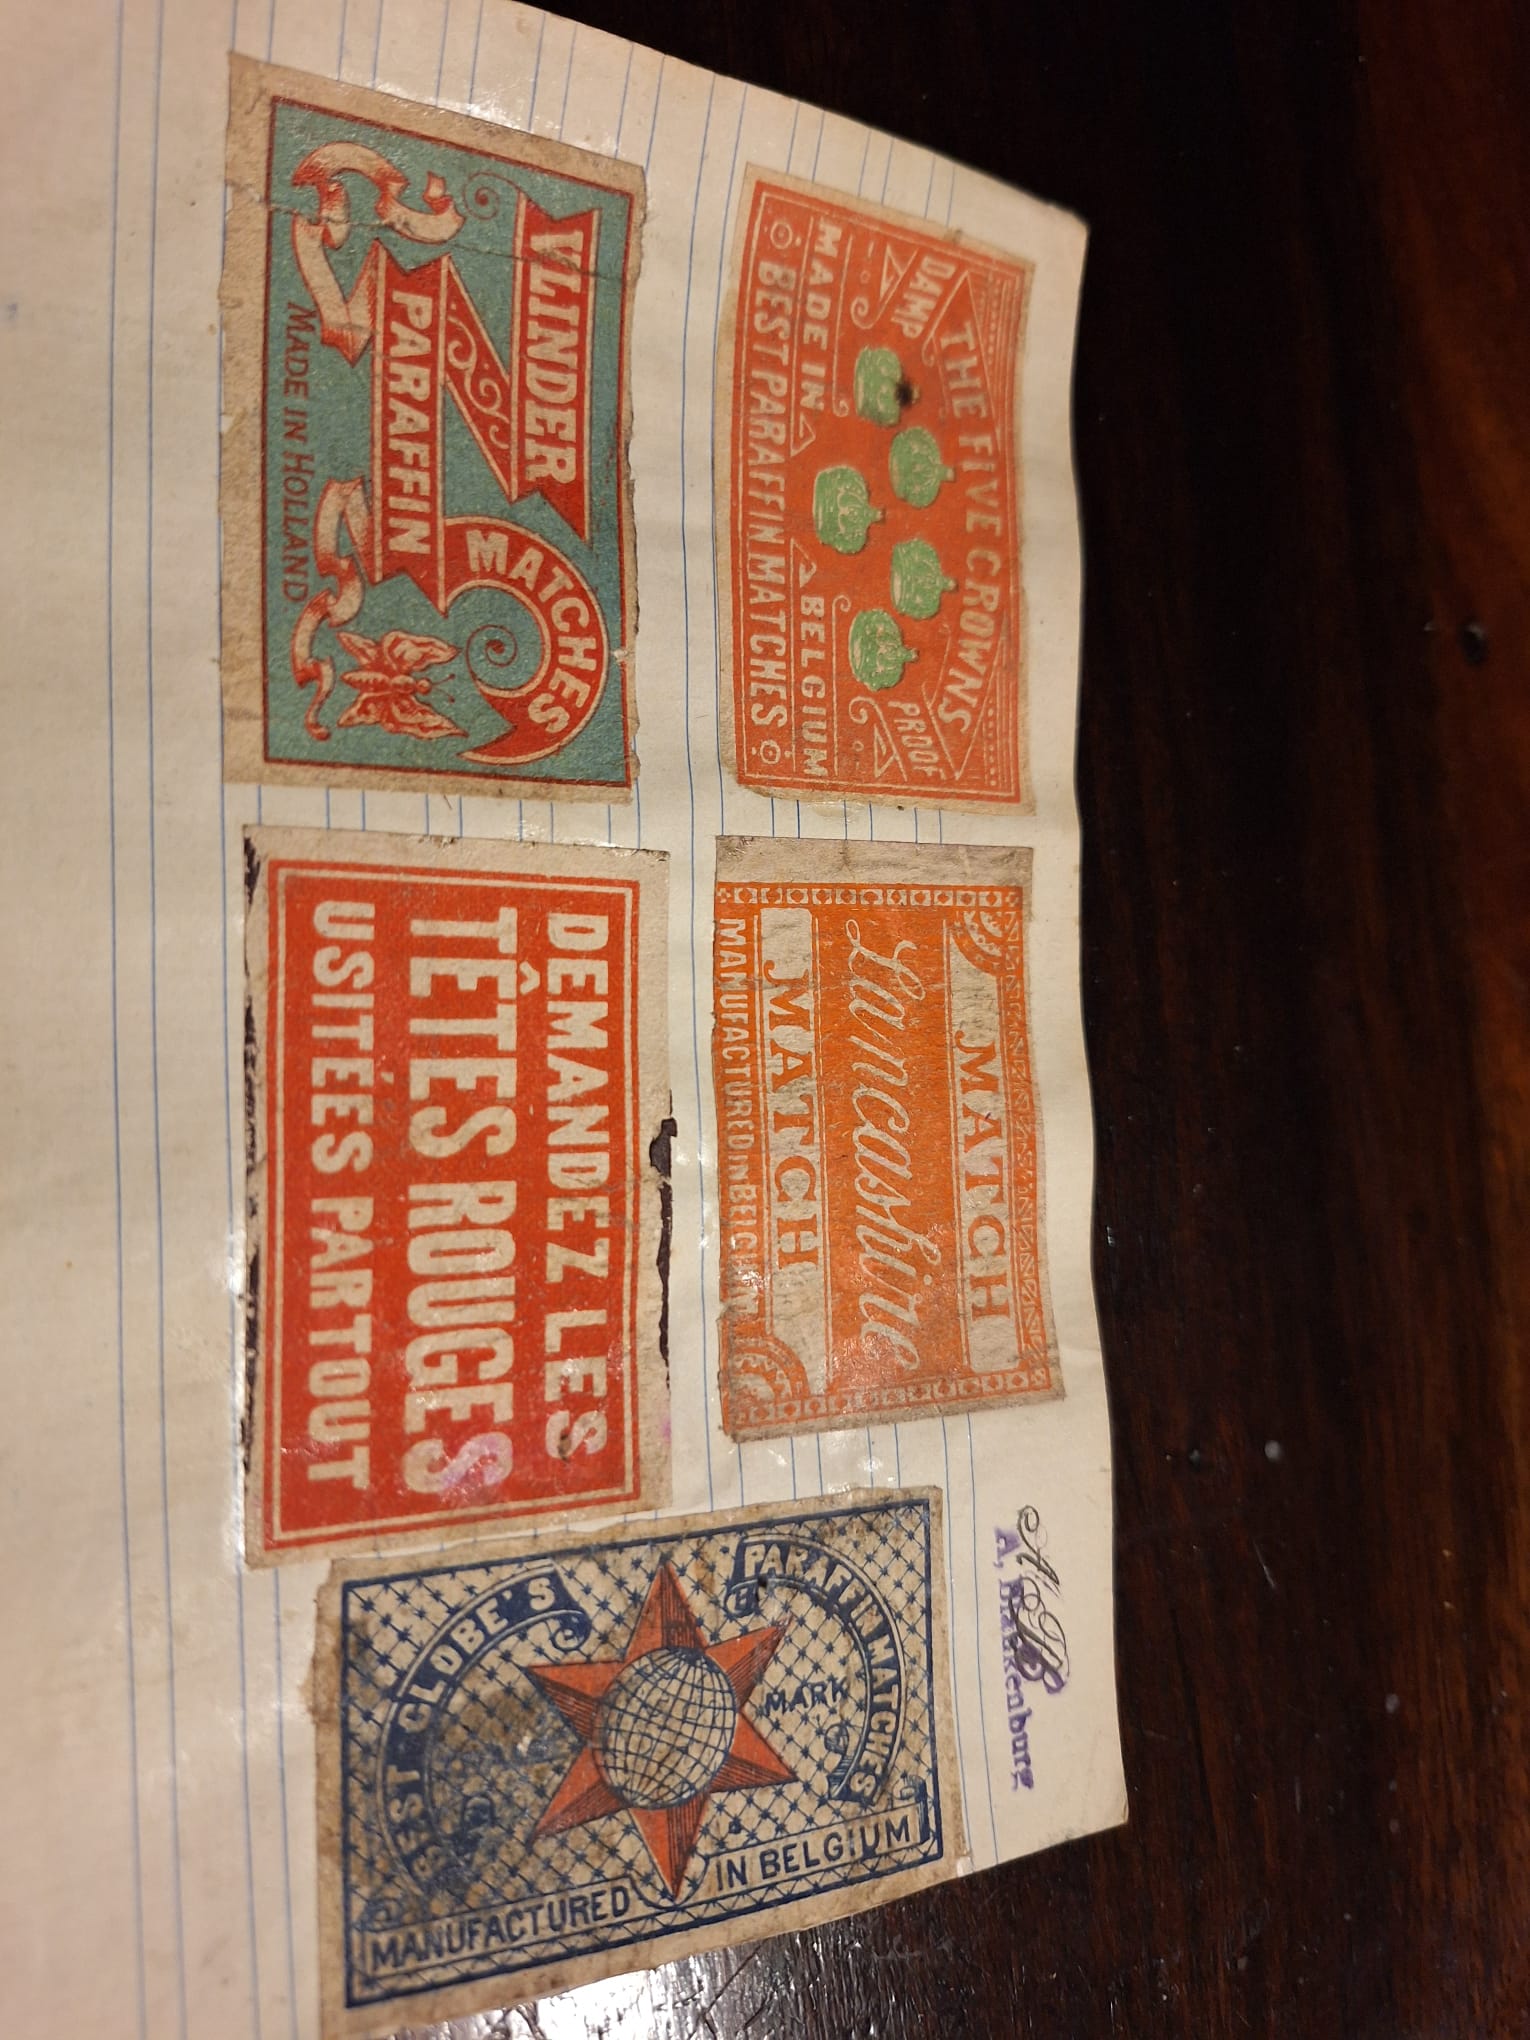 THE FIVE CROWNS
DAMP
PROOF
MADE IN BELGIUM
BEST PARAFFIN MATCHES
MATCH
Lancashire
MATCH
MANUFACTURED IN BELGIUM
A, Blankenburg
VLINDER
PARAFFIN
MATCHES
MADE IN HOLLAND
DEMANDEZ LES
TÊTES ROUGES
USITÉES PARTOUT
PARAFFIN MATCHES
MARK
BEST GLOBE'S
MANUFACTURED
IN BELGIUM